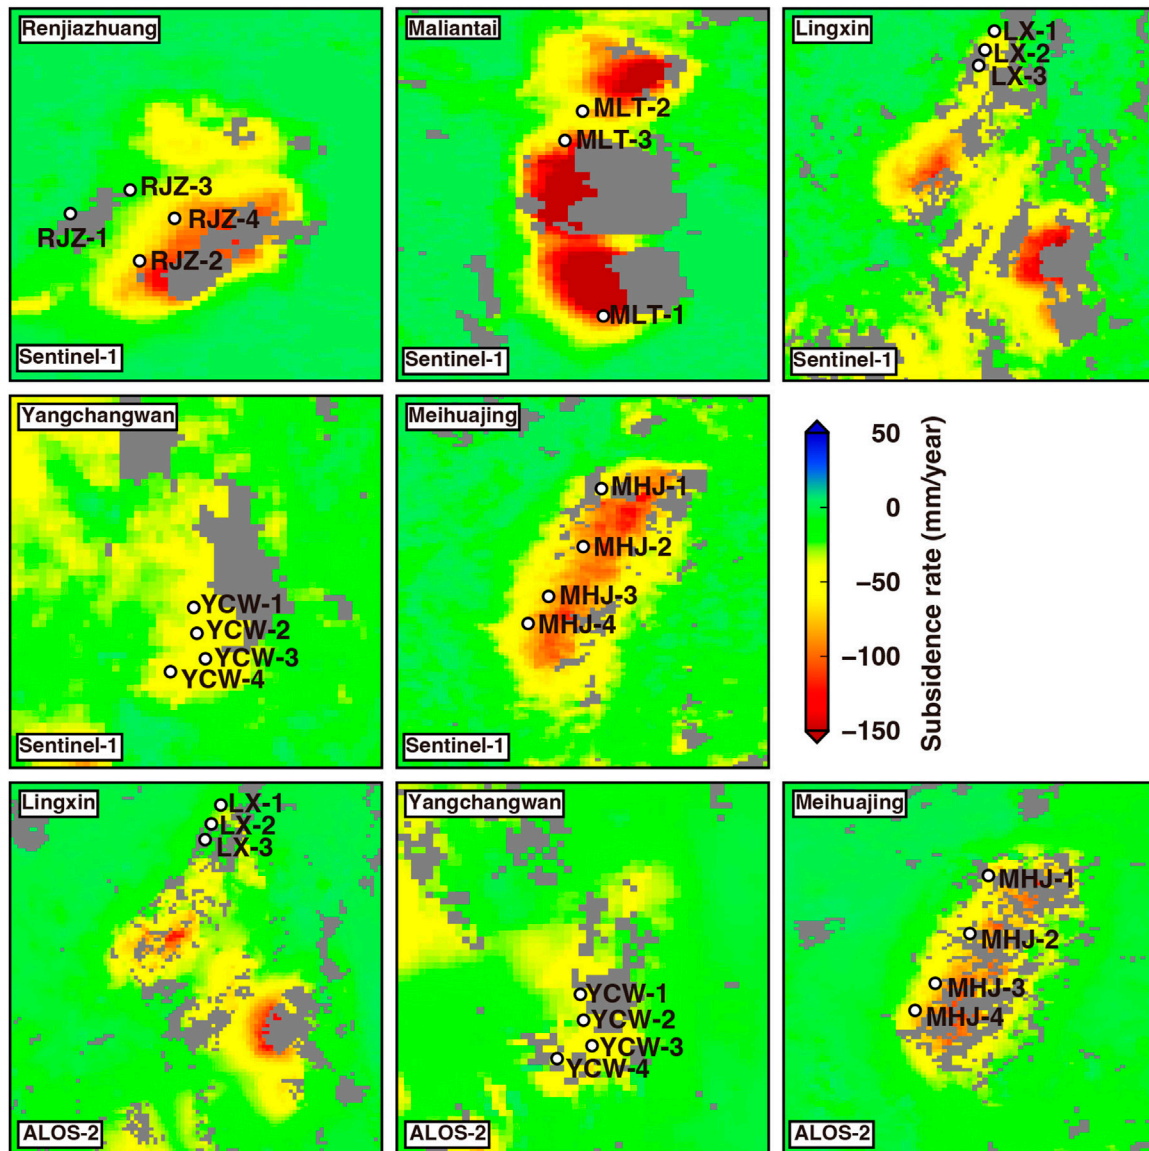 Renjiazhuang
RJZ-3
RJZ-4
RJZ-1
RJZ-2
Sentinel-1
Maliantai
MLT-2
MLT-3
MLT-1
Sentinel-1
Lingxin
LX-1
LX-2
LX-3
Sentinel-1
Yangchangwan
YCW-1
YCW-2
YCW-3
YCW-4
Sentinel-1
Meihuajing
MHJ-1
MHJ-2
MHJ-3
MHJ-4
Sentinel-1
50
0
−50
−100
−150
Subsidence rate (mm/year)
Lingxin
LX-1
LX-2
LX-3
ALOS-2
Yangchangwan
YCW-1
YCW-2
YCW-3
YCW-4
ALOS-2
Meihuajing
MHJ-1
MHJ-2
MHJ-3
MHJ-4
ALOS-2